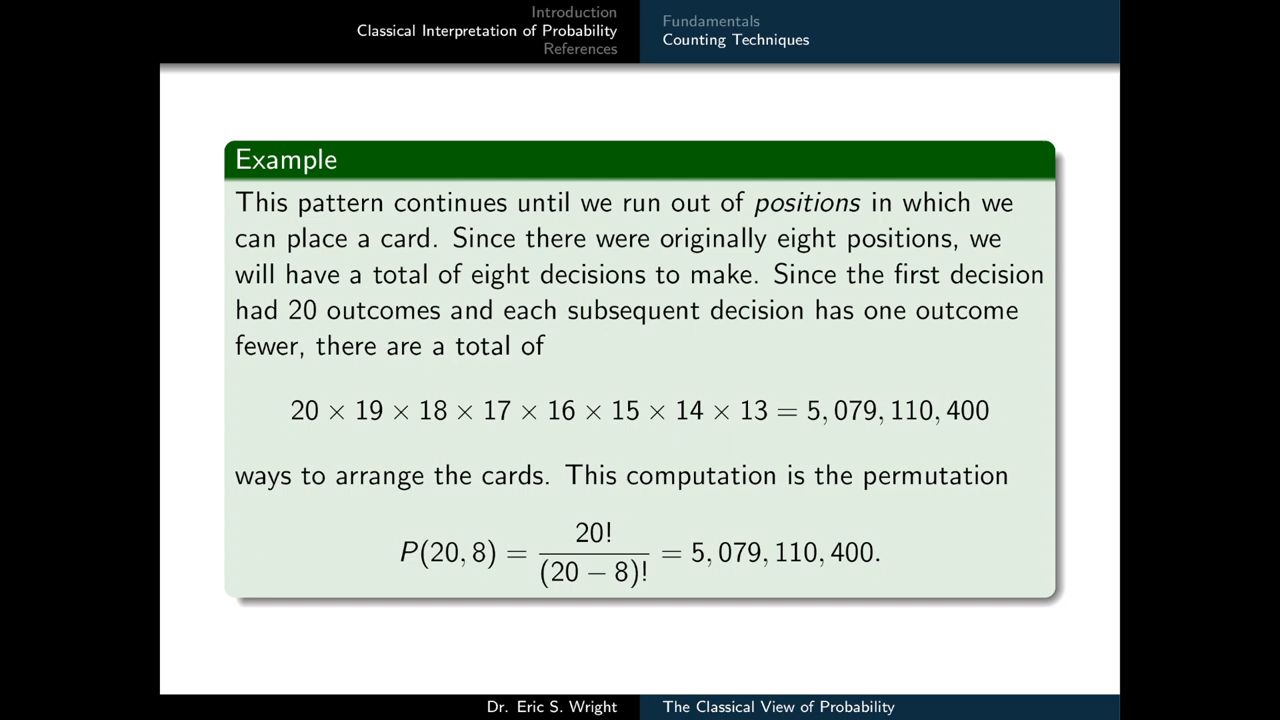 Introduction
Classical Interpretation of Probability
References
Fundamentals
Counting Techniques
Example
This pattern continues until we run out of positions in which we
can place a card. Since there were originally eight positions, we
will have a total of eight decisions to make. Since the first decision
had 20 outcomes and each subsequent decision has one outcome
fewer, there are a total of
20 × 19 × 18 × 17 × 16 × 15 × 14 × 13 = 5, 079, 110, 400
ways to arrange the cards. This computation is the permutation
P(20, 8) = 20! / (20 − 8)! = 5, 079, 110, 400.
Dr. Eric S. Wright
The Classical View of Probability